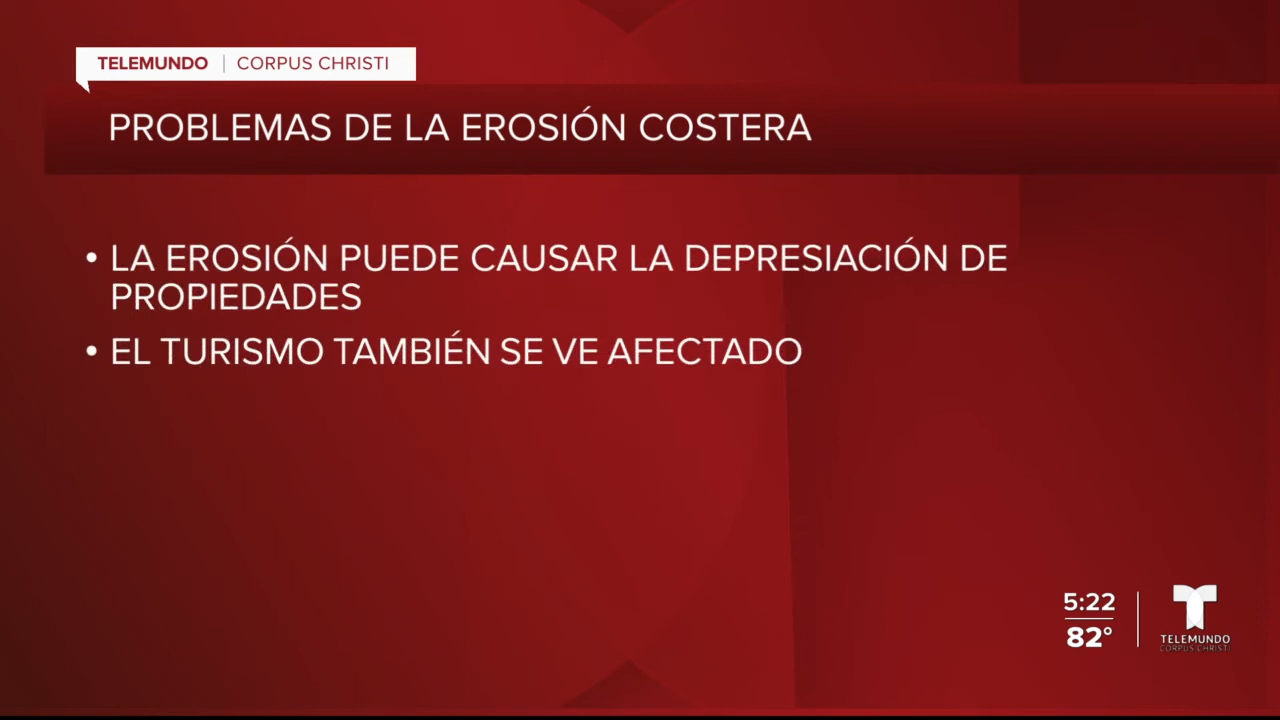 TELEMUNDO | CORPUS CHRISTI
PROBLEMAS DE LA EROSIÓN COSTERA
• LA EROSIÓN PUEDE CAUSAR LA DEPRESIACIÓN DE
PROPIEDADES
• EL TURISMO TAMBIÉN SE VE AFECTADO
5:22
82°
TELEMUNDO
CORPUS CHRISTI